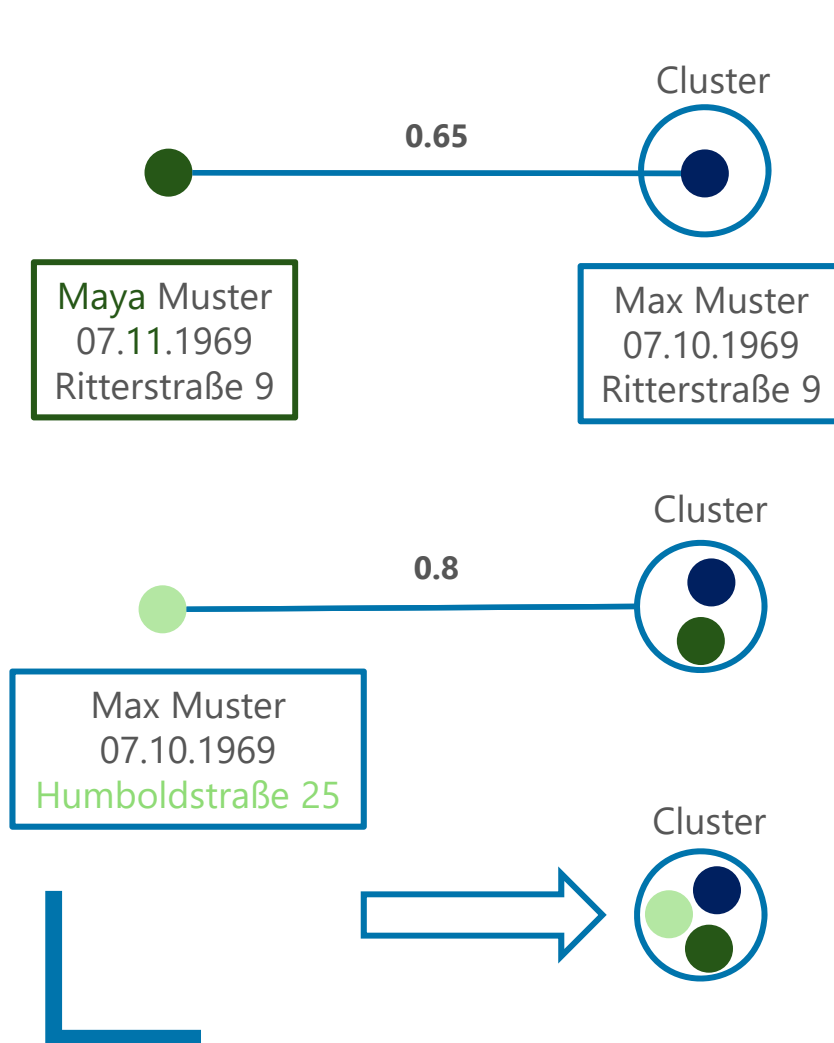 Cluster
0.65
Maya Muster
07.11.1969
Ritterstraße 9
Max Muster
07.10.1969
Ritterstraße 9
Cluster
0.8
Max Muster
07.10.1969
Humboldstraße 25
Cluster